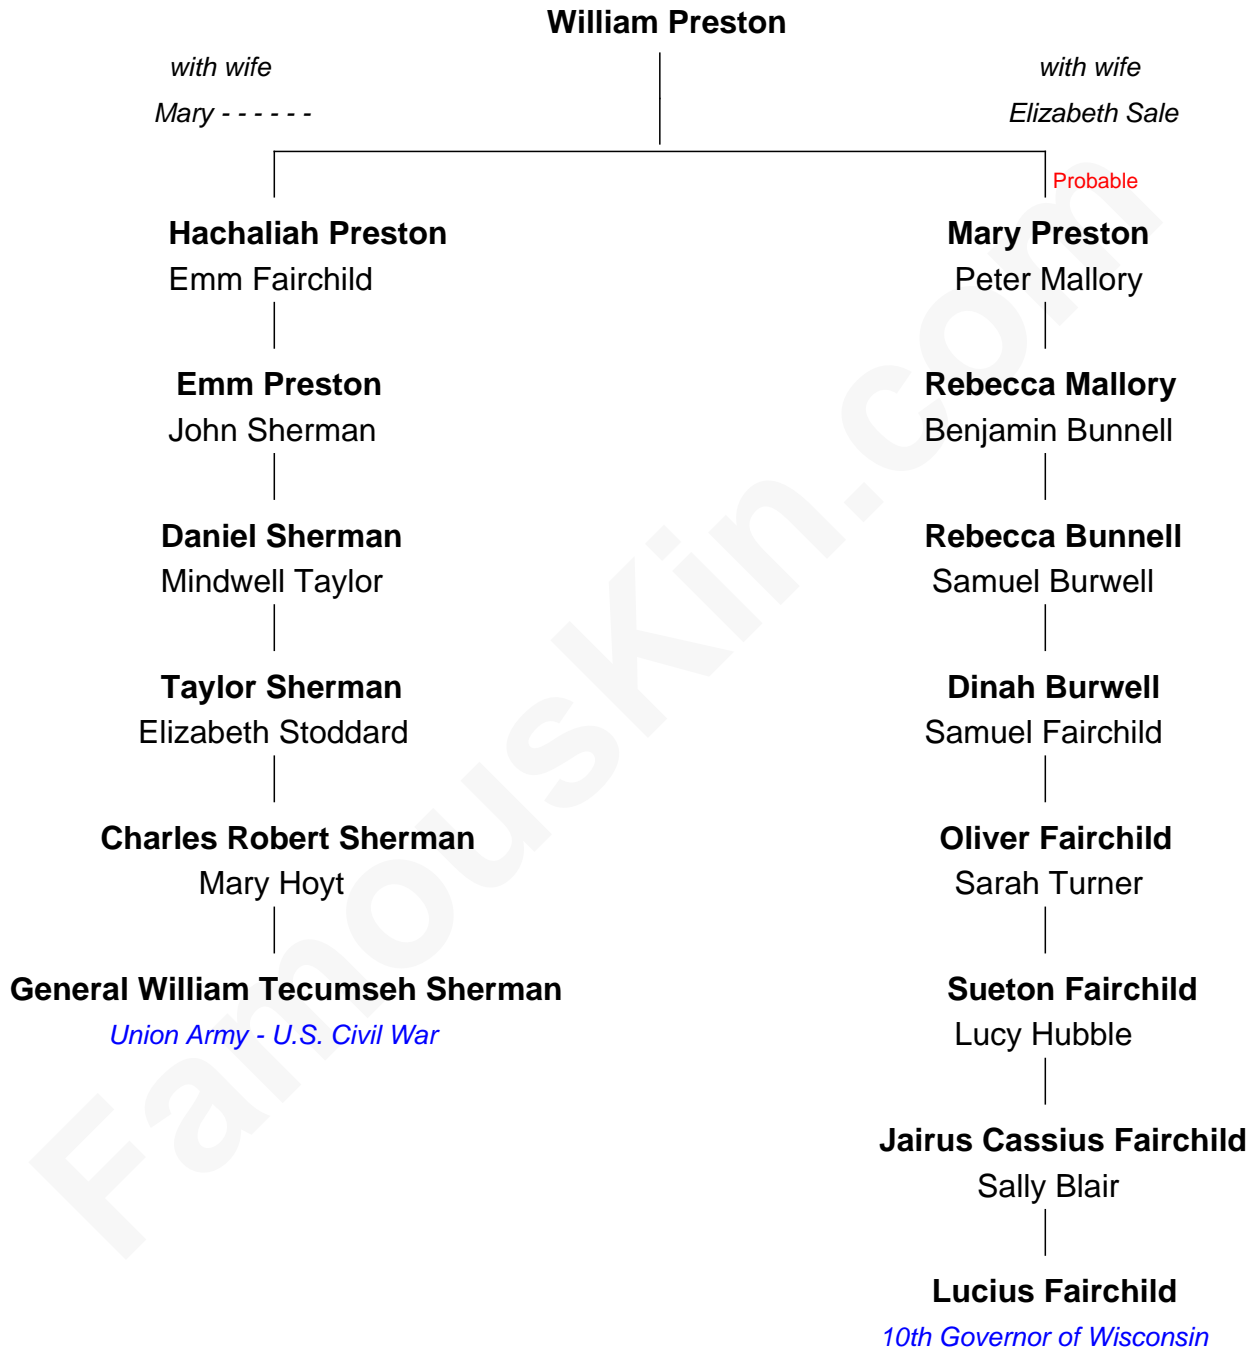 William Preston
with wife
Mary - - - - - -
with wife
Elizabeth Sale
Probable
Hachaliah Preston
Emm Fairchild
Mary Preston
Peter Mallory
Emm Preston
John Sherman
Rebecca Mallory
Benjamin Bunnell
Daniel Sherman
Mindwell Taylor
Rebecca Bunnell
Samuel Burwell
Taylor Sherman
Elizabeth Stoddard
Dinah Burwell
Samuel Fairchild
Charles Robert Sherman
Mary Hoyt
Oliver Fairchild
Sarah Turner
General William Tecumseh Sherman
Union Army - U.S. Civil War
Sueton Fairchild
Lucy Hubble
Jairus Cassius Fairchild
Sally Blair
Lucius Fairchild
10th Governor of Wisconsin
FamousKin.com